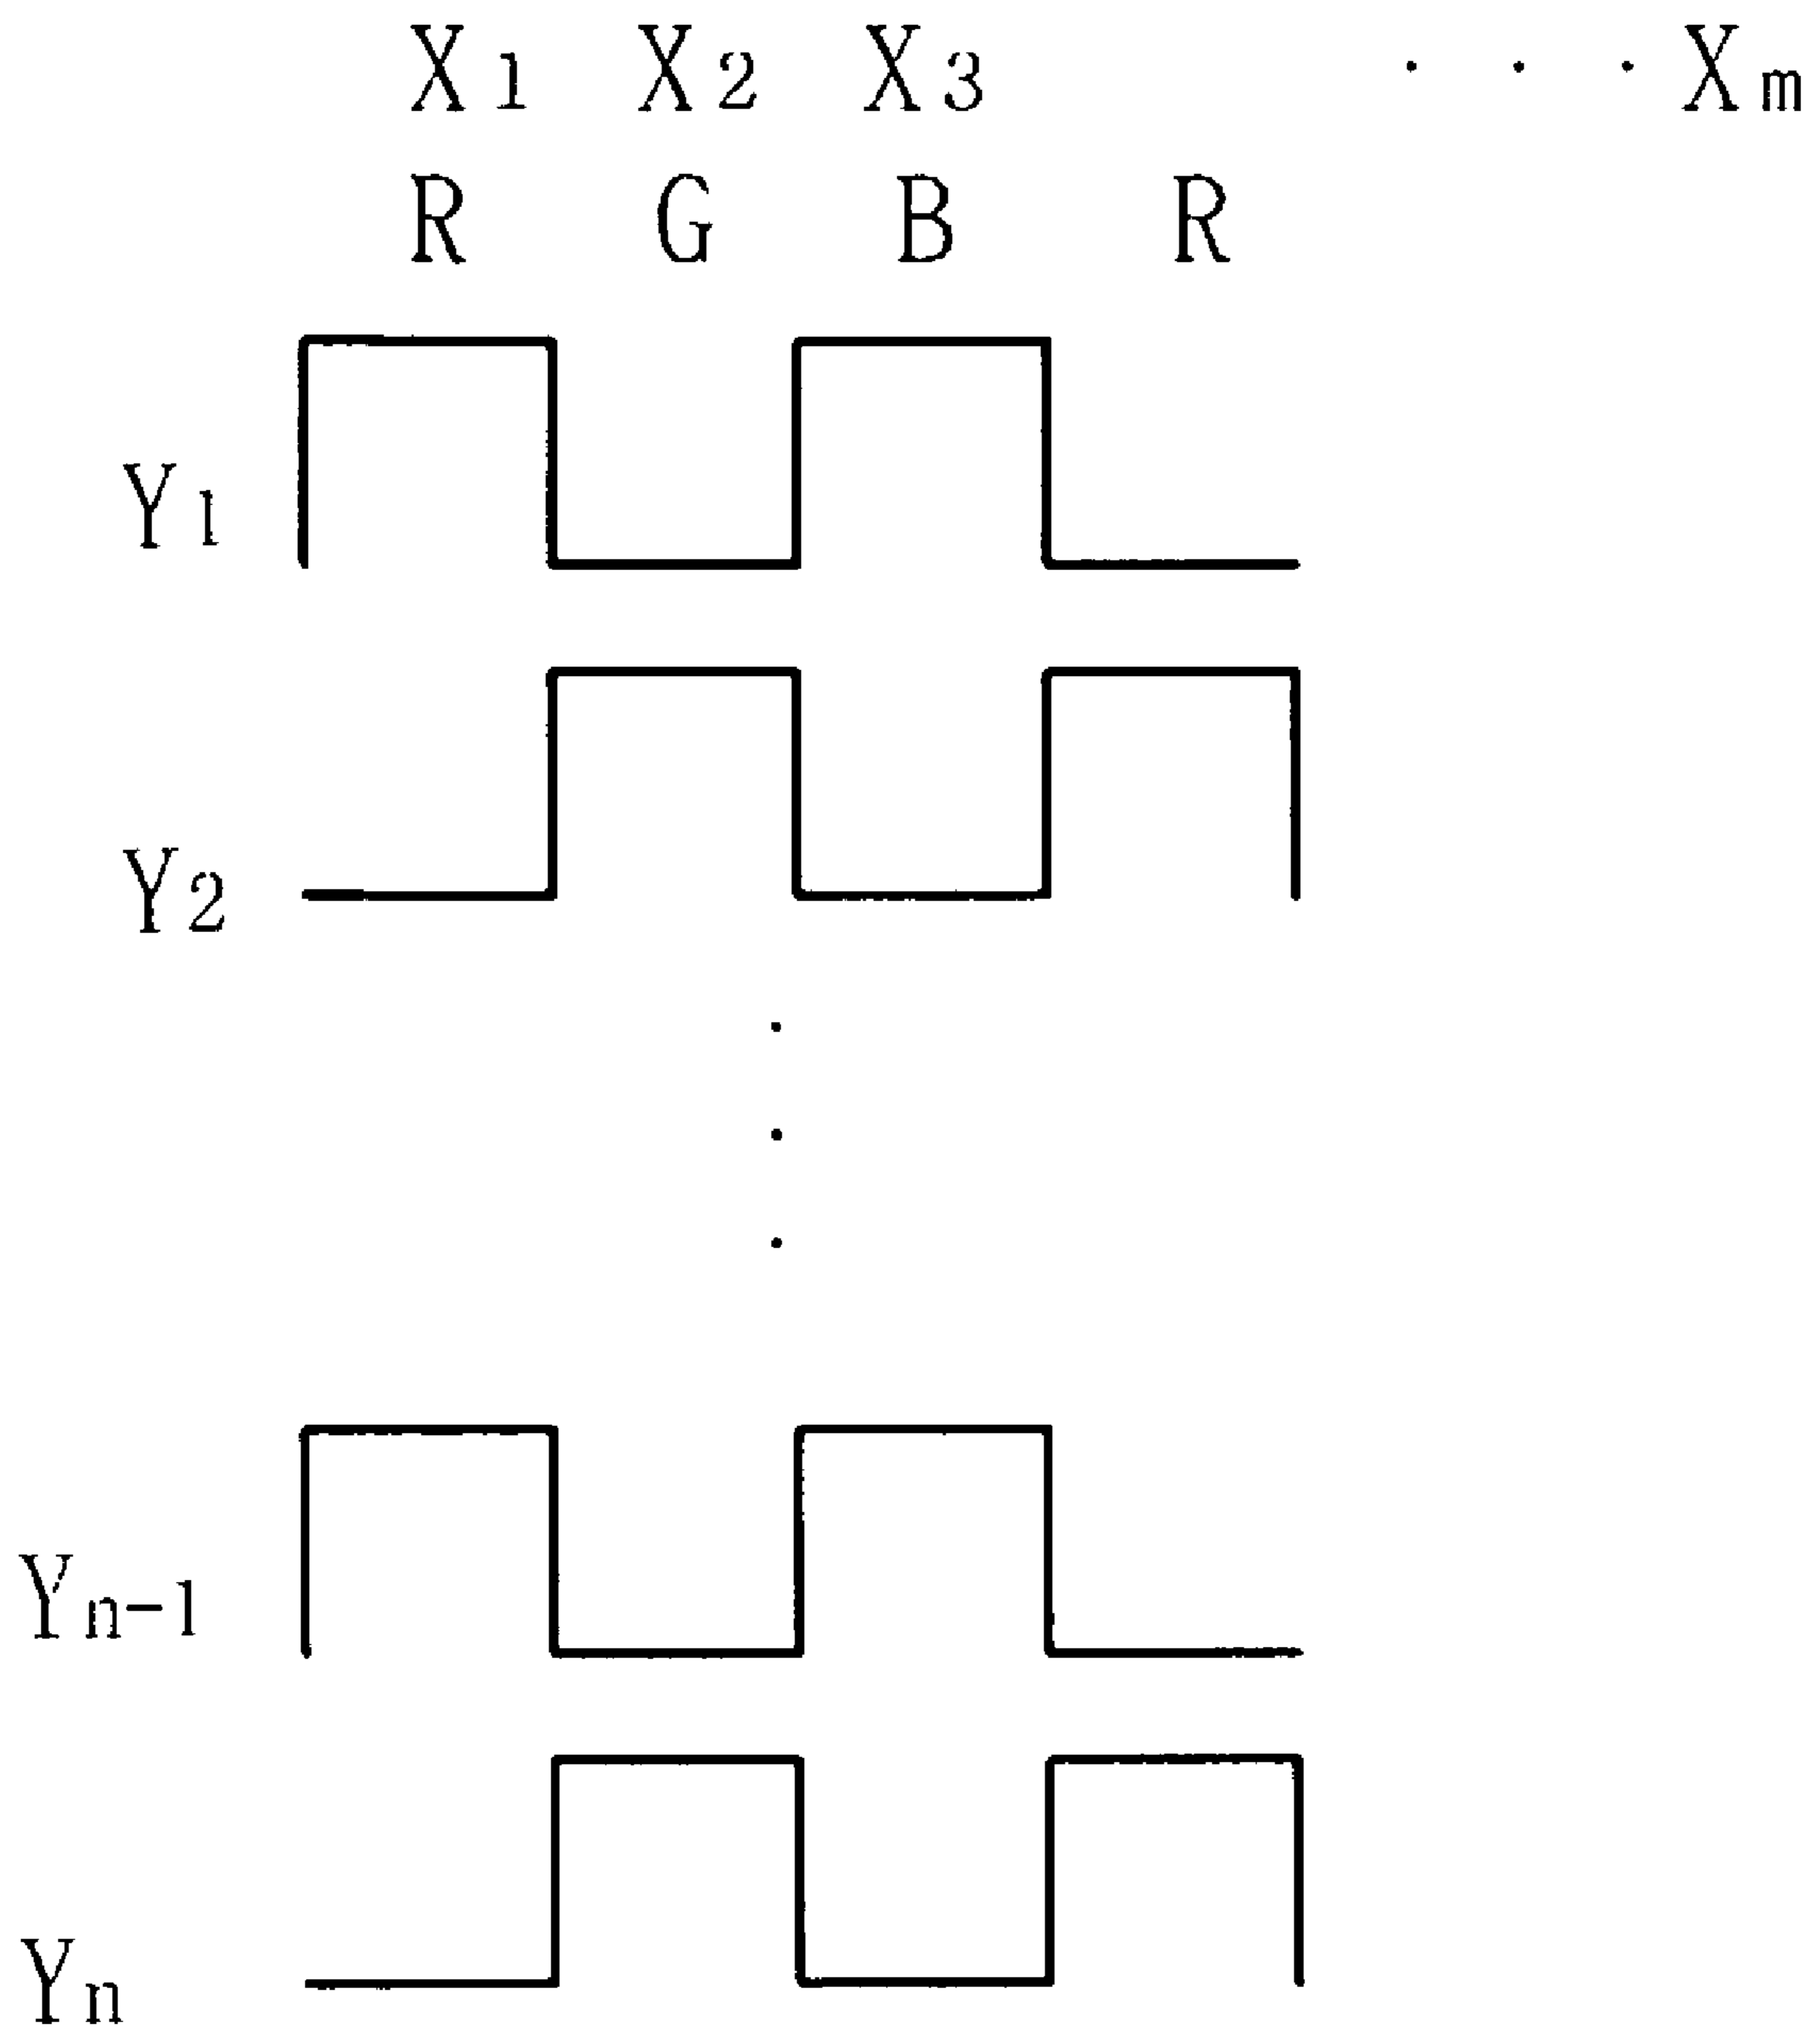 X1 X2 X3 · · · Xm
R G B R
Y1
Y2
Yn-1
Yn